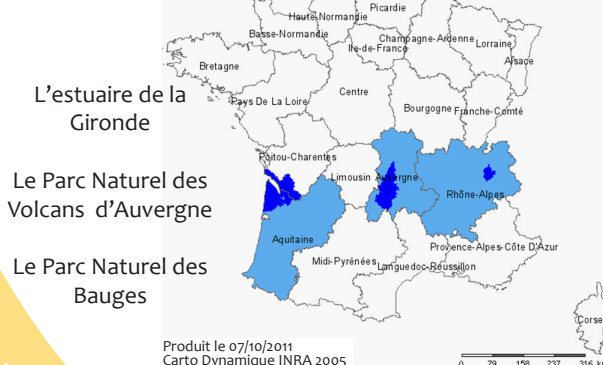 L'estuaire de la
Gironde
Le Parc Naturel des
Volcans d'Auvergne
Le Parc Naturel des
Bauges
Picardie
Haute-Normandie
Basse-Normandie
Champagne-Ardenne
Lorraine
Ile-de-France
Alsace
Bretagne
Centre
Pays De La Loire
Bourgogne
Franche-Comté
Poitou-Charentes
Limousin
Auvergne
Rhône-Alpes
Aquitaine
Provence-Alpes-Côte D'Azur
Midi-Pyrénées
Languedoc-Roussillon
Corse
Produit le 07/10/2011
Carto Dynamique INRA 2005
0 79 158 237 316 km